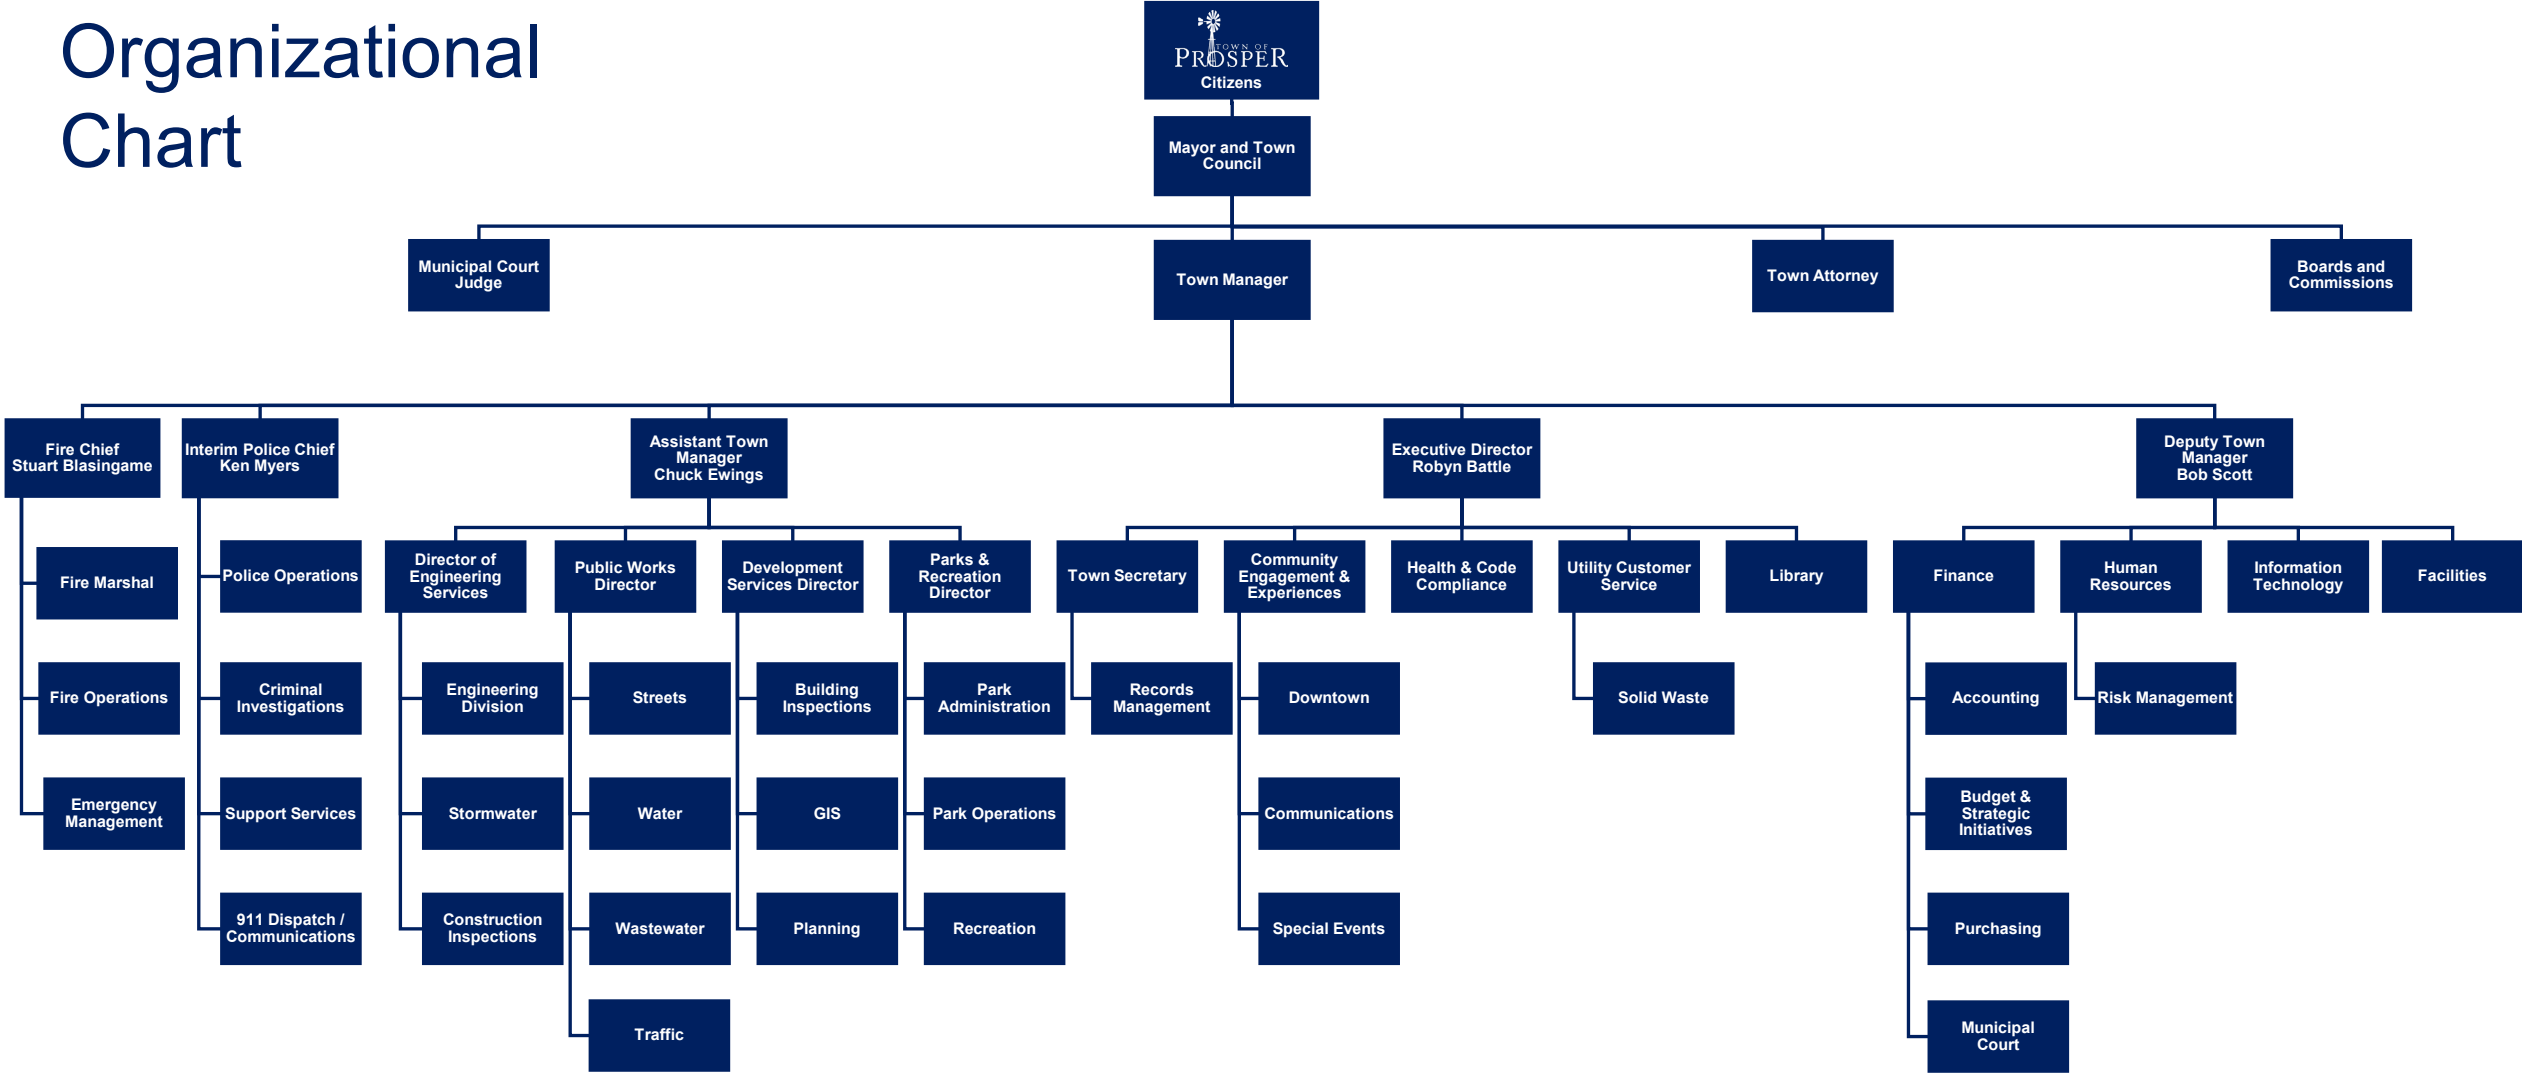 Organizational
Chart
TOWN OF
PROSPER
Citizens
Mayor and Town
Council
Municipal Court
Judge
Town Manager
Town Attorney
Boards and
Commissions
Fire Chief
Stuart Blasingame
Interim Police Chief
Ken Myers
Assistant Town
Manager
Chuck Ewings
Executive Director
Robyn Battle
Deputy Town
Manager
Bob Scott
Fire Marshal
Police Operations
Director of
Engineering
Services
Public Works
Director
Development
Services Director
Parks &
Recreation
Director
Town Secretary
Community
Engagement &
Experiences
Health & Code
Compliance
Utility Customer
Service
Library
Finance
Human
Resources
Information
Technology
Facilities
Fire Operations
Criminal
Investigations
Engineering
Division
Streets
Building
Inspections
Park
Administration
Records
Management
Downtown
Solid Waste
Accounting
Risk Management
Emergency
Management
Support Services
Stormwater
Water
GIS
Park Operations
Communications
Budget &
Strategic
Initiatives
911 Dispatch /
Communications
Construction
Inspections
Wastewater
Planning
Recreation
Special Events
Purchasing
Traffic
Municipal
Court